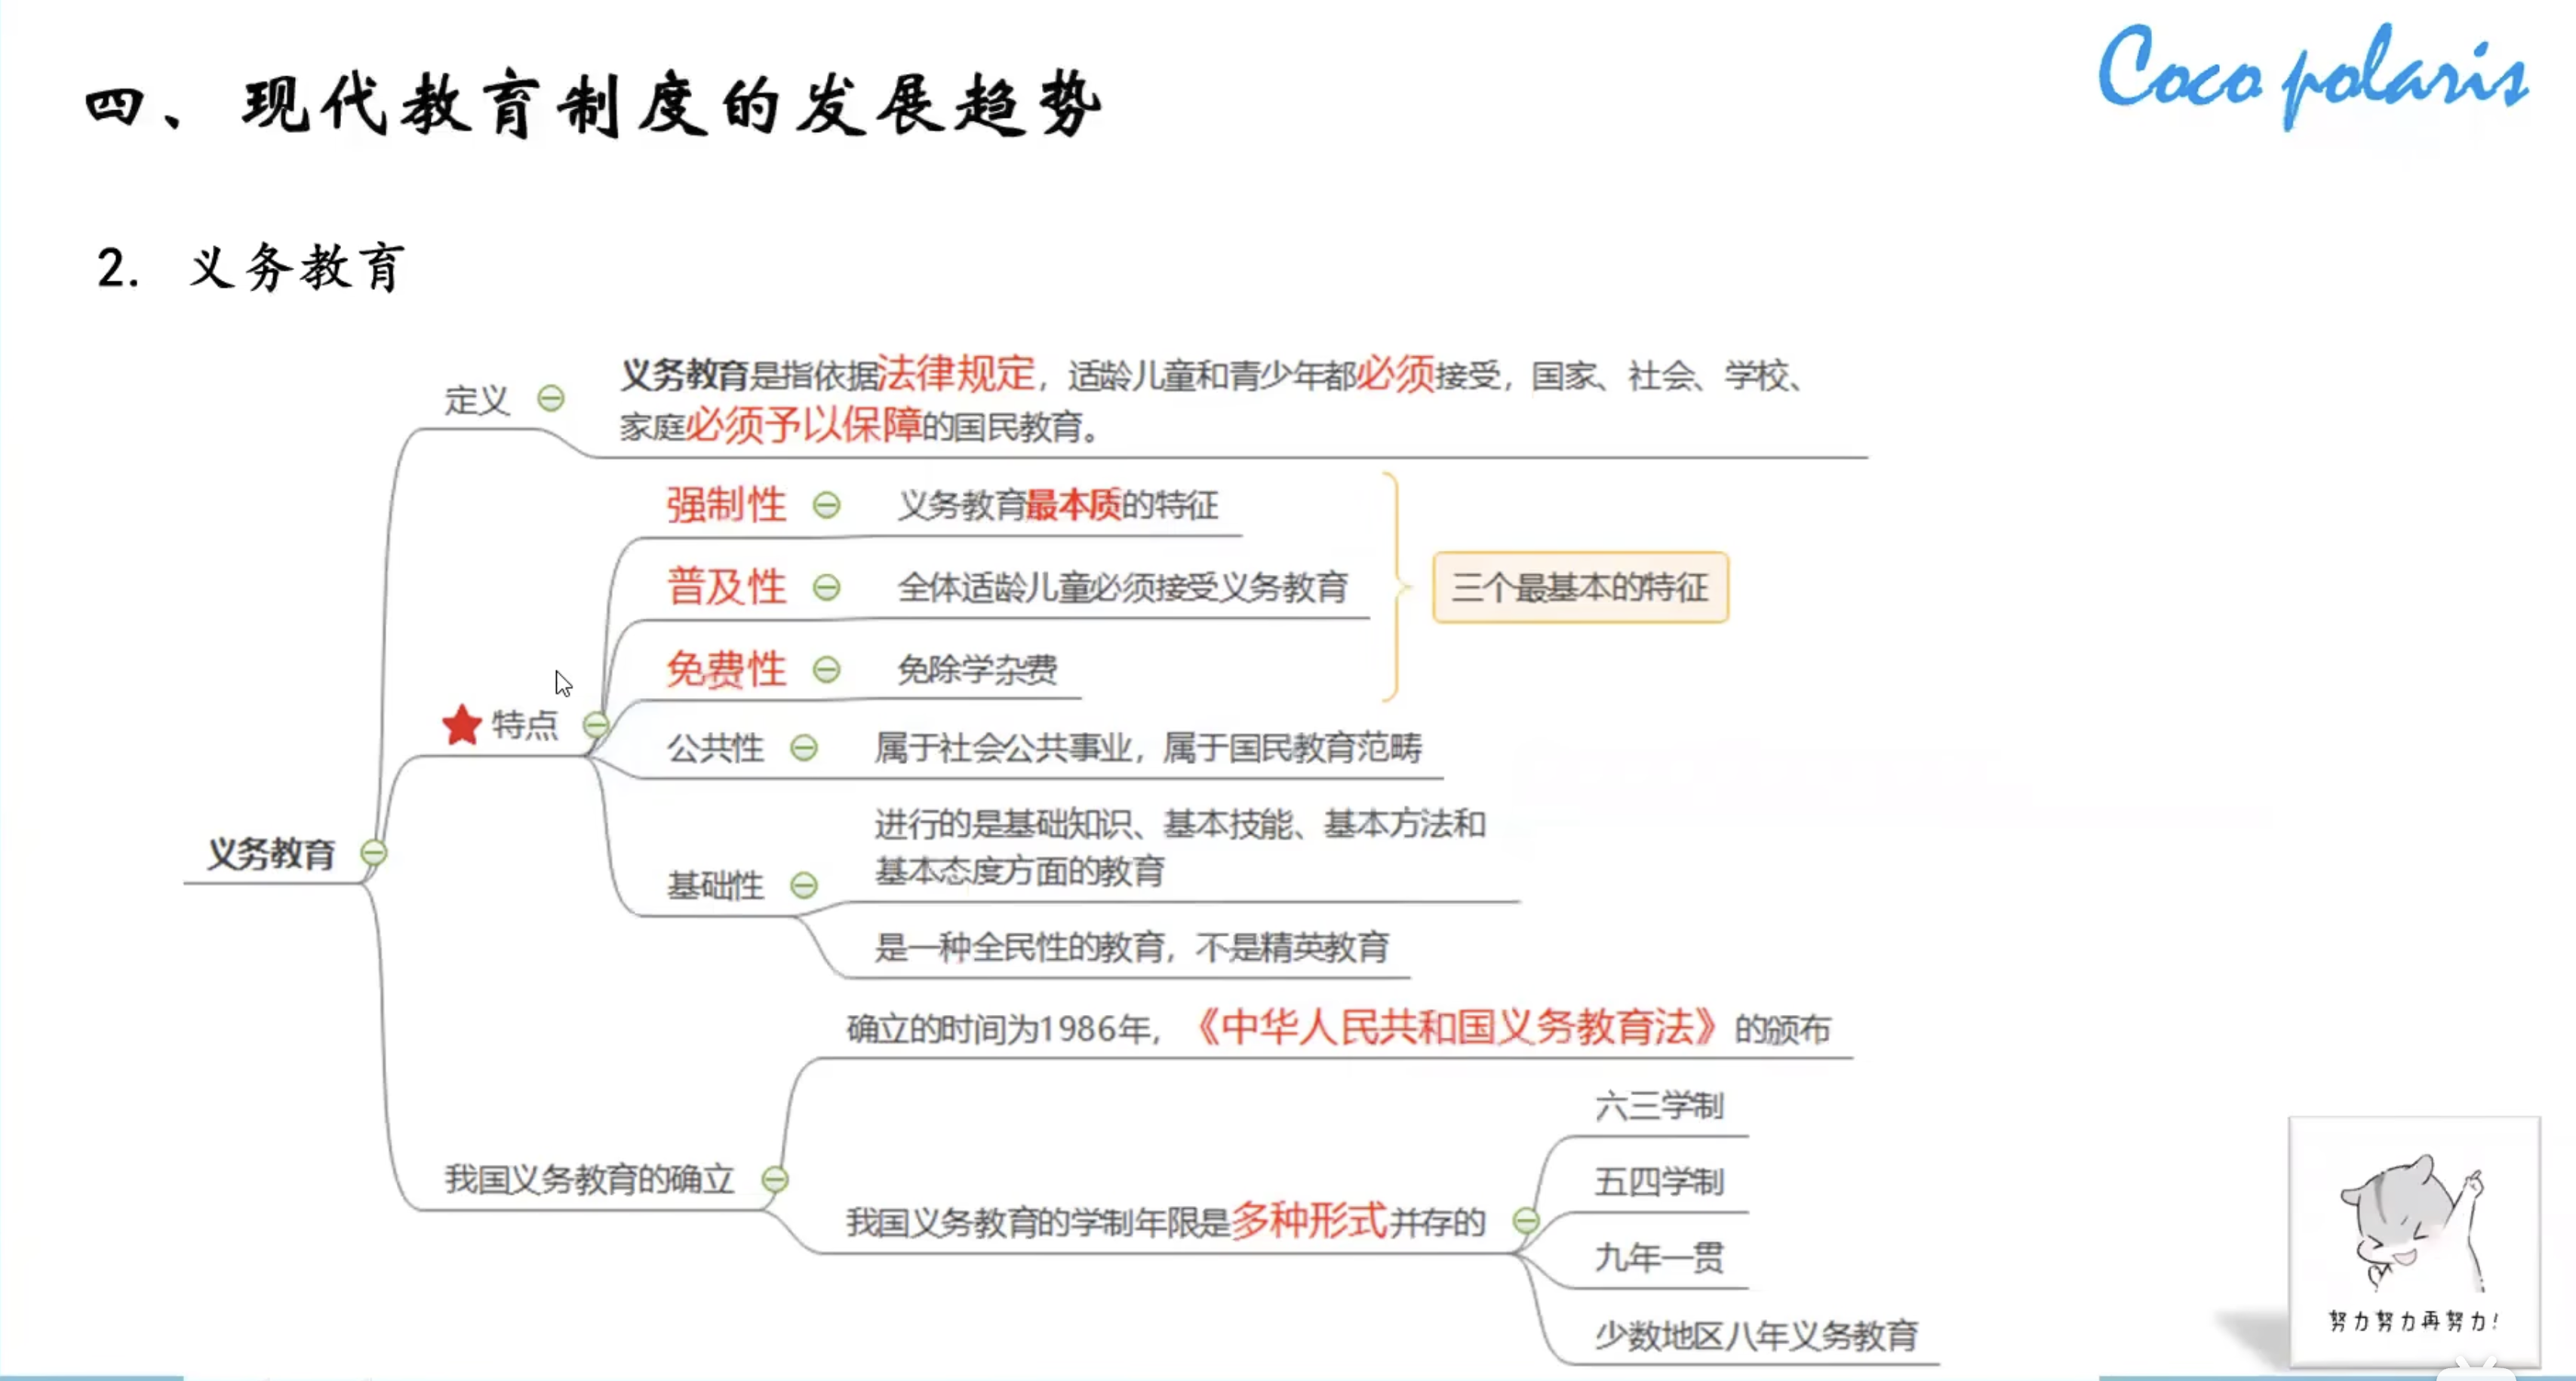 四、现代教育制度的发展趋势
Coco polaris
2. 义务教育
义务教育是指依据法律规定，适龄儿童和青少年都必须接受，国家、社会、学校、
定义
家庭必须予以保障的国民教育。
强制性 义务教育最本质的特征
普及性 全体适龄儿童必须接受义务教育
三个最基本的特征
免费性 免除学杂费
特点
公共性 属于社会公共事业，属于国民教育范畴
进行的是基础知识、基本技能、基本方法和
义务教育
基本态度方面的教育
基础性
是一种全民性的教育，不是精英教育
确立的时间为1986年，《中华人民共和国义务教育法》的颁布
六三学制
我国义务教育的确立
五四学制
我国义务教育的学制年限是多种形式并存的
九年一贯
少数地区八年义务教育
努力努力再努力！